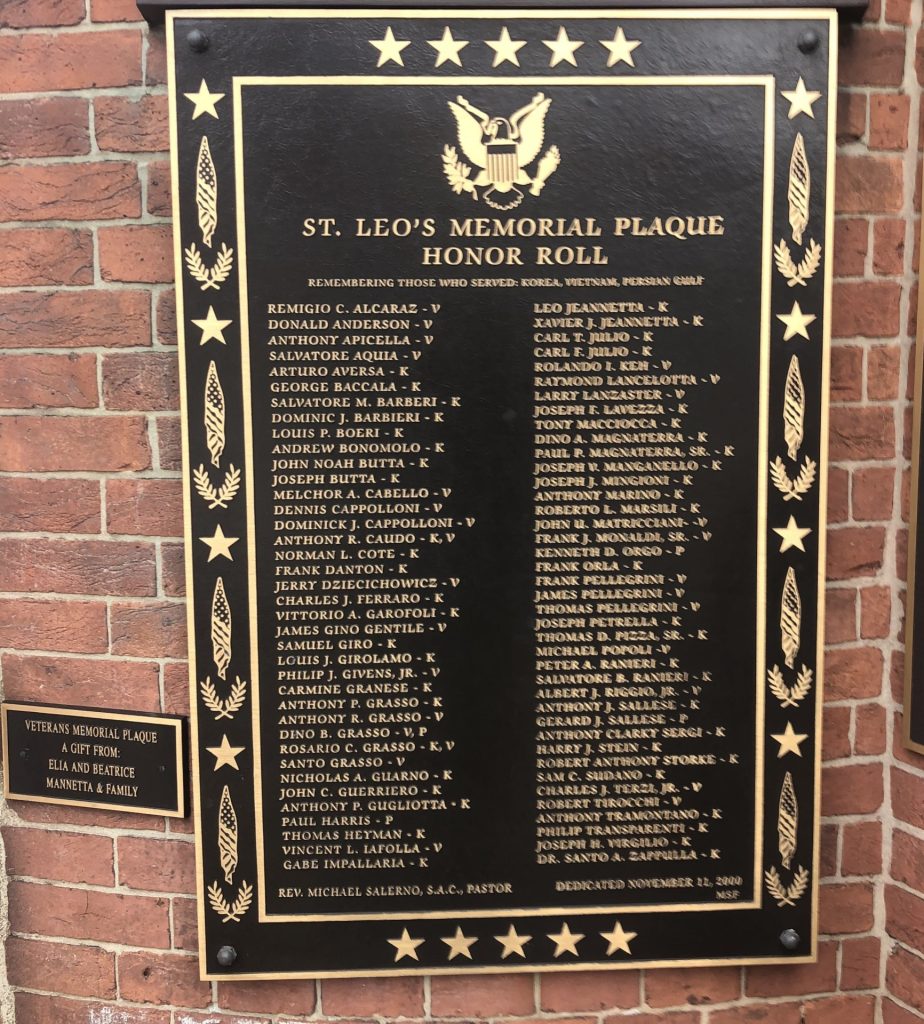 ST. LEO'S MEMORIAL PLAQUE
HONOR ROLL
REMEMBERING THOSE WHO SERVED: KOREA, VIETNAM, PERSIAN GULF
REMIGIO C. ALCARAZ - V
DONALD ANDERSON - V
ANTHONY APICELLA - V
SALVATORE AQUIA - V
ARTURO AVERSA - K
GEORGE BACCALA - K
SALVATORE M. BARBERI - K
DOMINIC J. BARBIERI - K
LOUIS P. BOERI - K
ANDREW BONOMOLO - K
JOHN NOAH BUTTA - K
JOSEPH BUTTA - K
MELCHOR A. CABELLO - V
DENNIS CAPPOLLONI - V
DOMINICK J. CAPPOLLONI - V
ANTHONY R. CAUDO - K, V
NORMAN L. COTE - K
FRANK DANTON - K
JERRY DZIECICHOWICZ - V
CHARLES J. FERRARO - K
VITTORIO A. GAROFOLI - K
JAMES GINO GENTILE - V
SAMUEL GIRO - K
LOUIS J. GIROLAMO - K
PHILIP J. GIVENS, JR. - V
CARMINE GRANESE - K
ANTHONY P. GRASSO - K
ANTHONY R. GRASSO - V
DINO B. GRASSO - V, P
ROSARIO C. GRASSO - K, V
SANTO GRASSO - V
NICHOLAS A. GUARNO - K
JOHN C. GUERRIERO - K
ANTHONY P. GUGLIOTTA - K
PAUL HARRIS - P
THOMAS HEYMAN - K
VINCENT L. IAFOLLA - V
GABE IMPALLARIA - K
LEO JEANNETTA - K
XAVIER J. JEANNETTA - K
CARL T. JULIO - K
CARL F. JULIO - K
ROLANDO I. KEH - V
RAYMOND LANCELOTTA - V
LARRY LANZASTER - V
JOSEPH F. LAVEZZA - K
TONY MACCIOCCA - K
DINO A. MAGNATERRA - K
PAUL P. MAGNATERRA, SR. - K
JOSEPH V. MANGANELLO - K
JOSEPH J. MINGIONI - K
ANTHONY MARINO - K
ROBERTO L. MARSILI - K
JOHN U. MATRICCIANI - V
FRANK J. MONALDI, SR. - V
KENNETH D. ORGO - P
FRANK ORLA - K
FRANK PELLEGRINI - V
JAMES PELLEGRINI - V
THOMAS PELLEGRINI - V
JOSEPH PETRELLA - K
THOMAS D. PIZZA, SR. - K
MICHAEL POPOLI - V
PETER A. RANIERI - K
SALVATORE B. RANIERI - K
ALBERT J. RIGGIO, JR. - V
ANTHONY J. SALLESE - K
GERARD J. SALLESE - P
ANTHONY CLARKY SERGI - K
HARRY J. STEIN - K
ROBERT ANTHONY STORKE - K
SAM C. SUDANO - K
CHARLES J. TERZI, JR. - V
ROBERT TIROCCHI - V
ANTHONY TRAMONTANO - K
PHILIP TRANSPARENTI - K
JOSEPH H. VIRGILIO - K
DR. SANTO A. ZAPPULLA - K
REV. MICHAEL SALERNO, S.A.C., PASTOR
DEDICATED NOVEMBER 12, 2000
MSF
VETERANS MEMORIAL PLAQUE
A GIFT FROM:
ELIA AND BEATRICE
MANNETTA & FAMILY